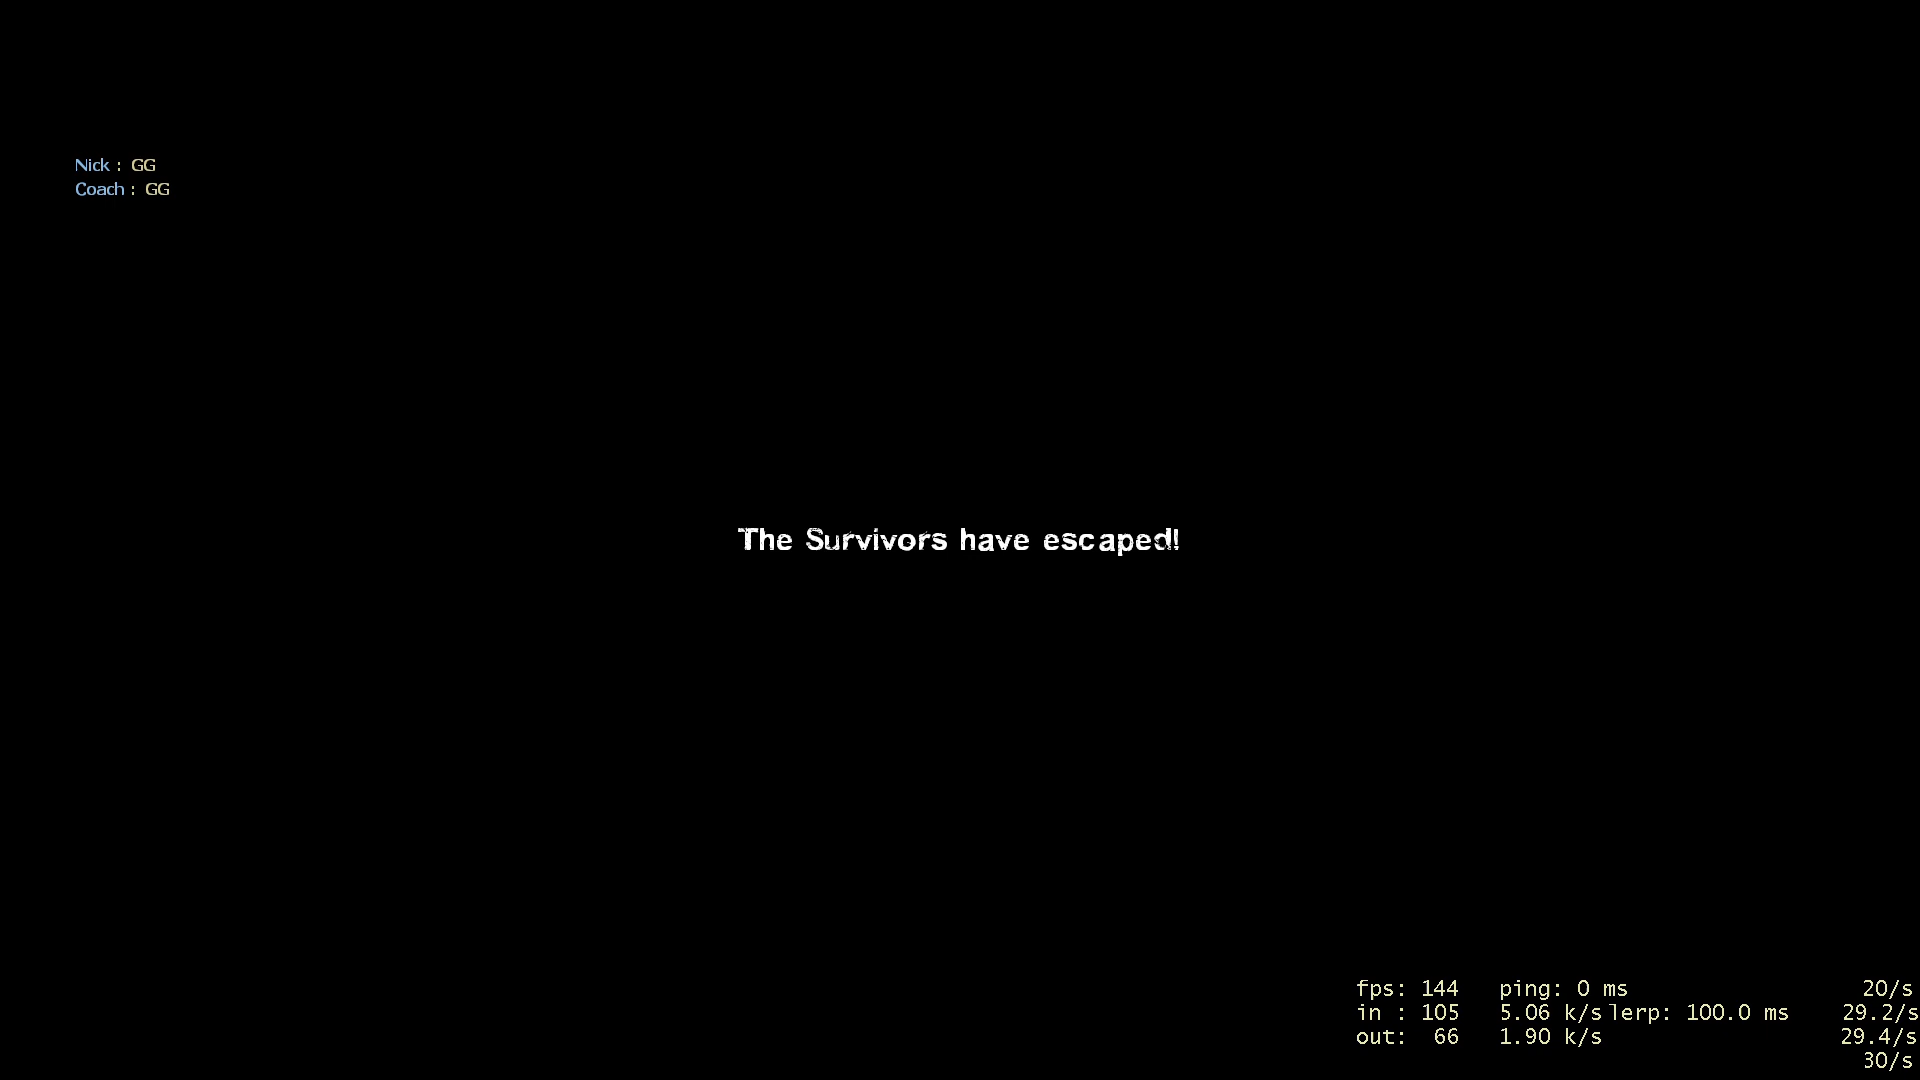 Nick : GG
Coach : GG
The Survivors have escaped!
fps: 144 ping: 0 ms 20/s
in : 105 5.06 k/s lerp: 100.0 ms 29.2/s
out: 66 1.90 k/s 29.4/s
30/s